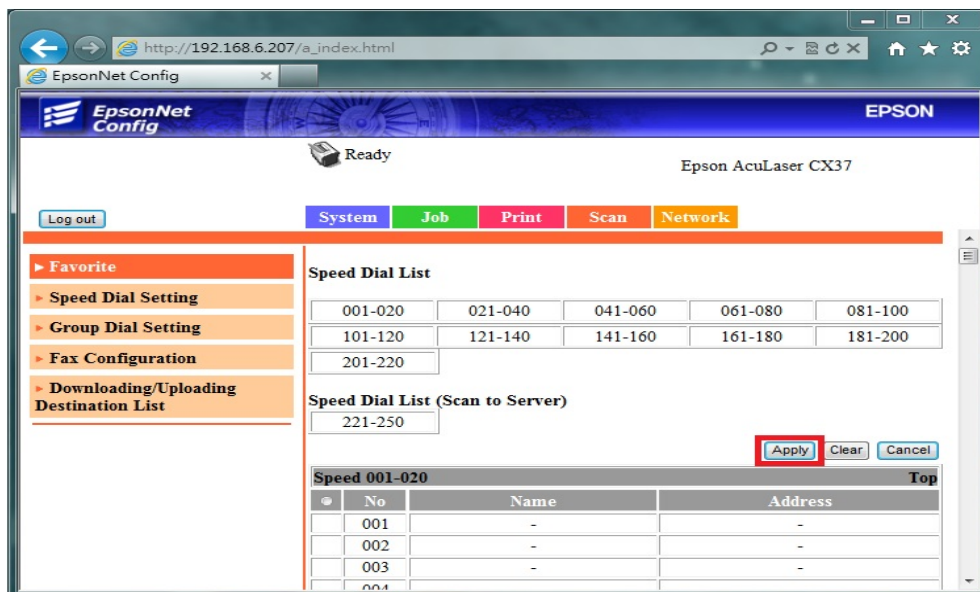 http://192.168.6.207/a_index.html
EpsonNet Config
EpsonNet
Config
EPSON
Ready
Epson AcuLaser CX37
Log out
System Job Print Scan Network
Favorite
Speed Dial Setting
Group Dial Setting
Fax Configuration
Downloading/Uploading
Destination List
Speed Dial List
001-020 021-040 041-060 061-080 081-100
101-120 121-140 141-160 161-180 181-200
201-220
Speed Dial List (Scan to Server)
221-250
Apply Clear Cancel
Speed 001-020 Top
No Name Address
001 - -
002 - -
003 - -